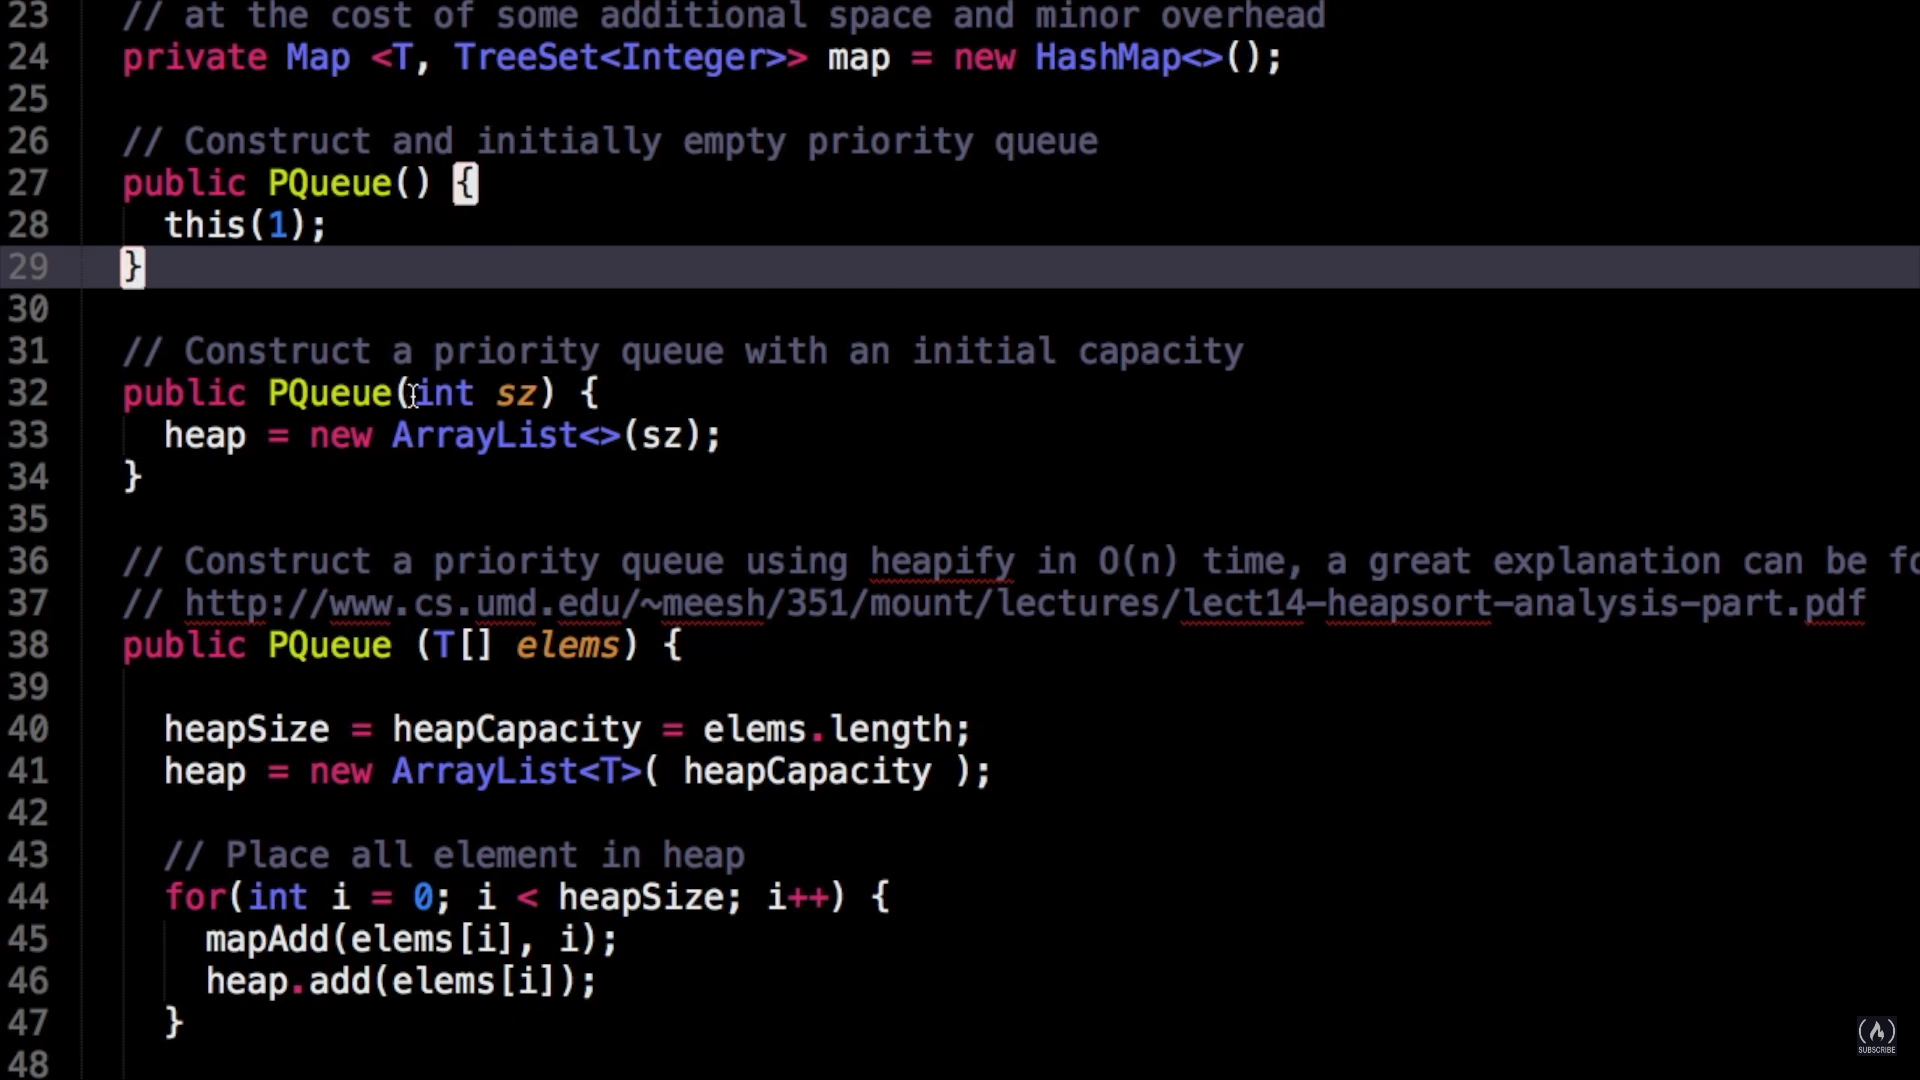 23 // at the cost of some additional space and minor overhead
24 private Map <T, TreeSet<Integer>> map = new HashMap<>();
25
26 // Construct and initially empty priority queue
27 public PQueue() {
28 this(1);
29 }
30
31 // Construct a priority queue with an initial capacity
32 public PQueue(int sz) {
33 heap = new ArrayList<>(sz);
34 }
35
36 // Construct a priority queue using heapify in O(n) time, a great explanation can be fo
37 // http://www.cs.umd.edu/~meesh/351/mount/lectures/lect14-heapsort-analysis-part.pdf
38 public PQueue (T[] elems) {
39
40 heapSize = heapCapacity = elems.length;
41 heap = new ArrayList<T>( heapCapacity );
42
43 // Place all element in heap
44 for(int i = 0; i < heapSize; i++) {
45 mapAdd(elems[i], i);
46 heap.add(elems[i]);
47 }
48
SUBSCRIBE